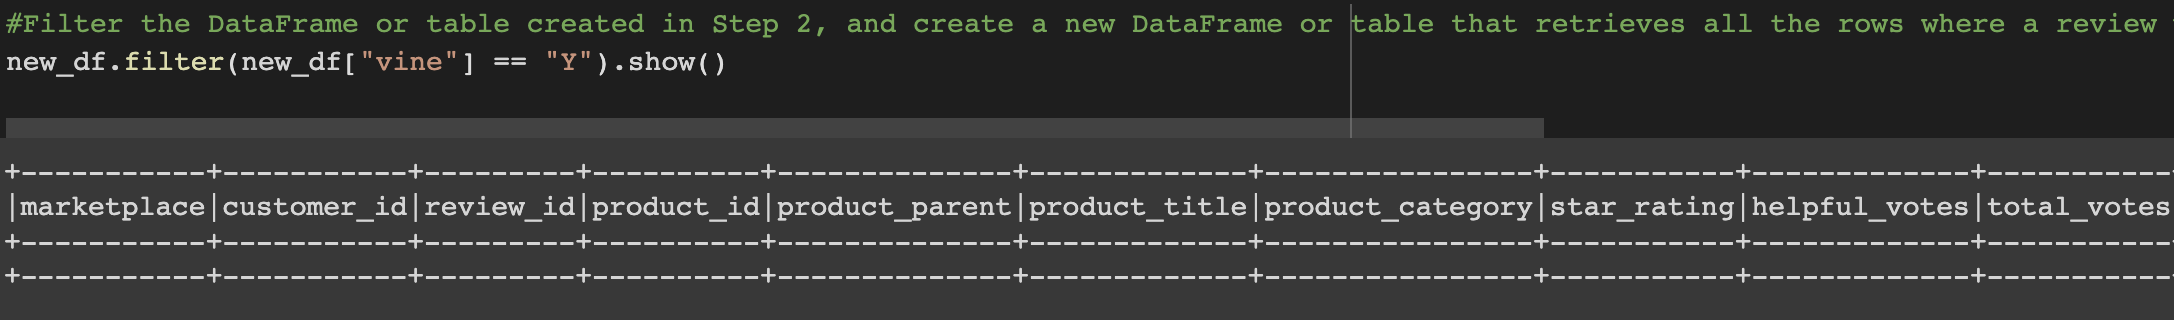 #Filter the DataFrame or table created in Step 2, and create a new DataFrame or table that retrieves all the rows where a review
new_df.filter(new_df["vine"] == "Y").show()
+-----------+-----------+---------+----------+--------------+-------------+----------------+-----------+-------------+-----------
|marketplace|customer_id|review_id|product_id|product_parent|product_title|product_category|star_rating|helpful_votes|total_votes
+-----------+-----------+---------+----------+--------------+-------------+----------------+-----------+-------------+-----------
+-----------+-----------+---------+----------+--------------+-------------+----------------+-----------+-------------+-----------